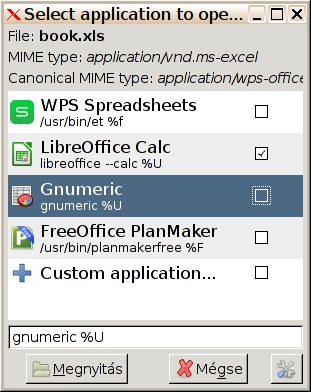 Select application to ope...
File: book.xls
MIME type: application/vnd.ms-excel
Canonical MIME type: application/wps-office
WPS Spreadsheets
/usr/bin/et %f
LibreOffice Calc
libreoffice --calc %U
Gnumeric
gnumeric %U
FreeOffice PlanMaker
/usr/bin/planmakerfree %F
Custom application...
gnumeric %U
Megnyitás
Mégse